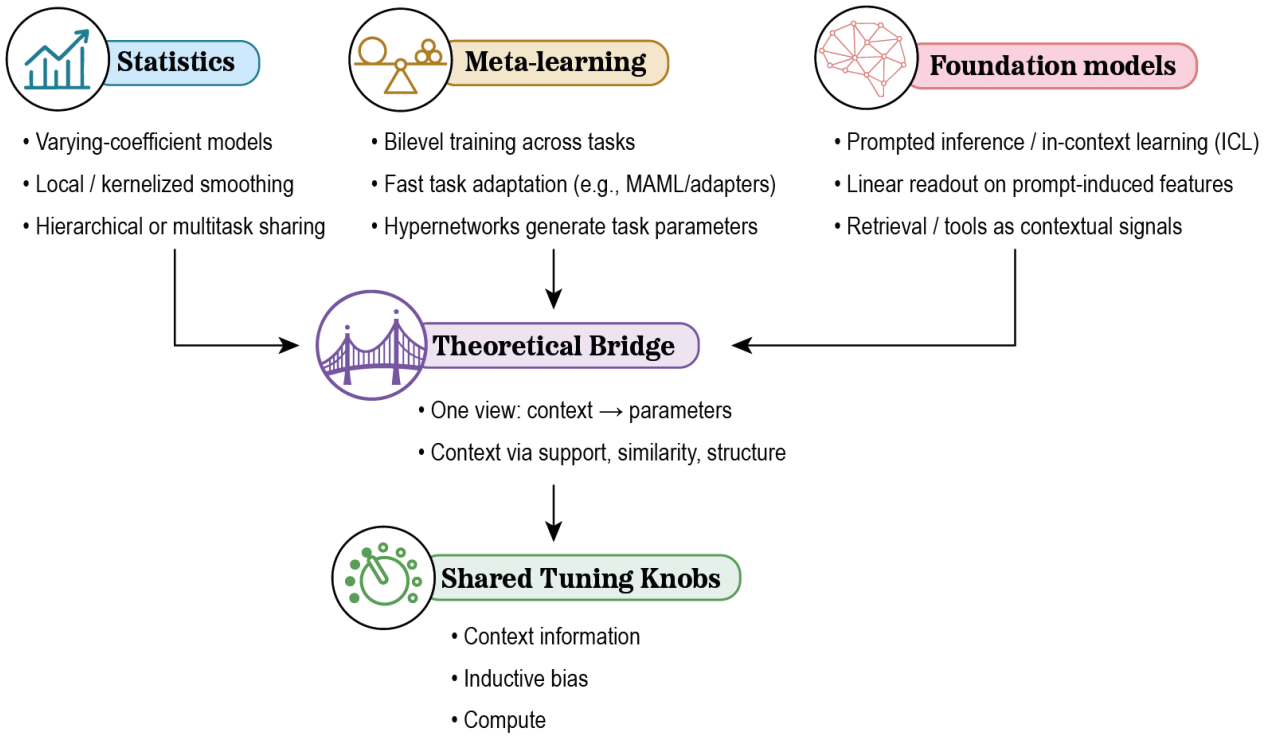 Statistics
• Varying-coefficient models
• Local / kernelized smoothing
• Hierarchical or multitask sharing
Meta-learning
• Bilevel training across tasks
• Fast task adaptation (e.g., MAML/adapters)
• Hypernetworks generate task parameters
Foundation models
• Prompted inference / in-context learning (ICL)
• Linear readout on prompt-induced features
• Retrieval / tools as contextual signals
Theoretical Bridge
• One view: context → parameters
• Context via support, similarity, structure
Shared Tuning Knobs
• Context information
• Inductive bias
• Compute